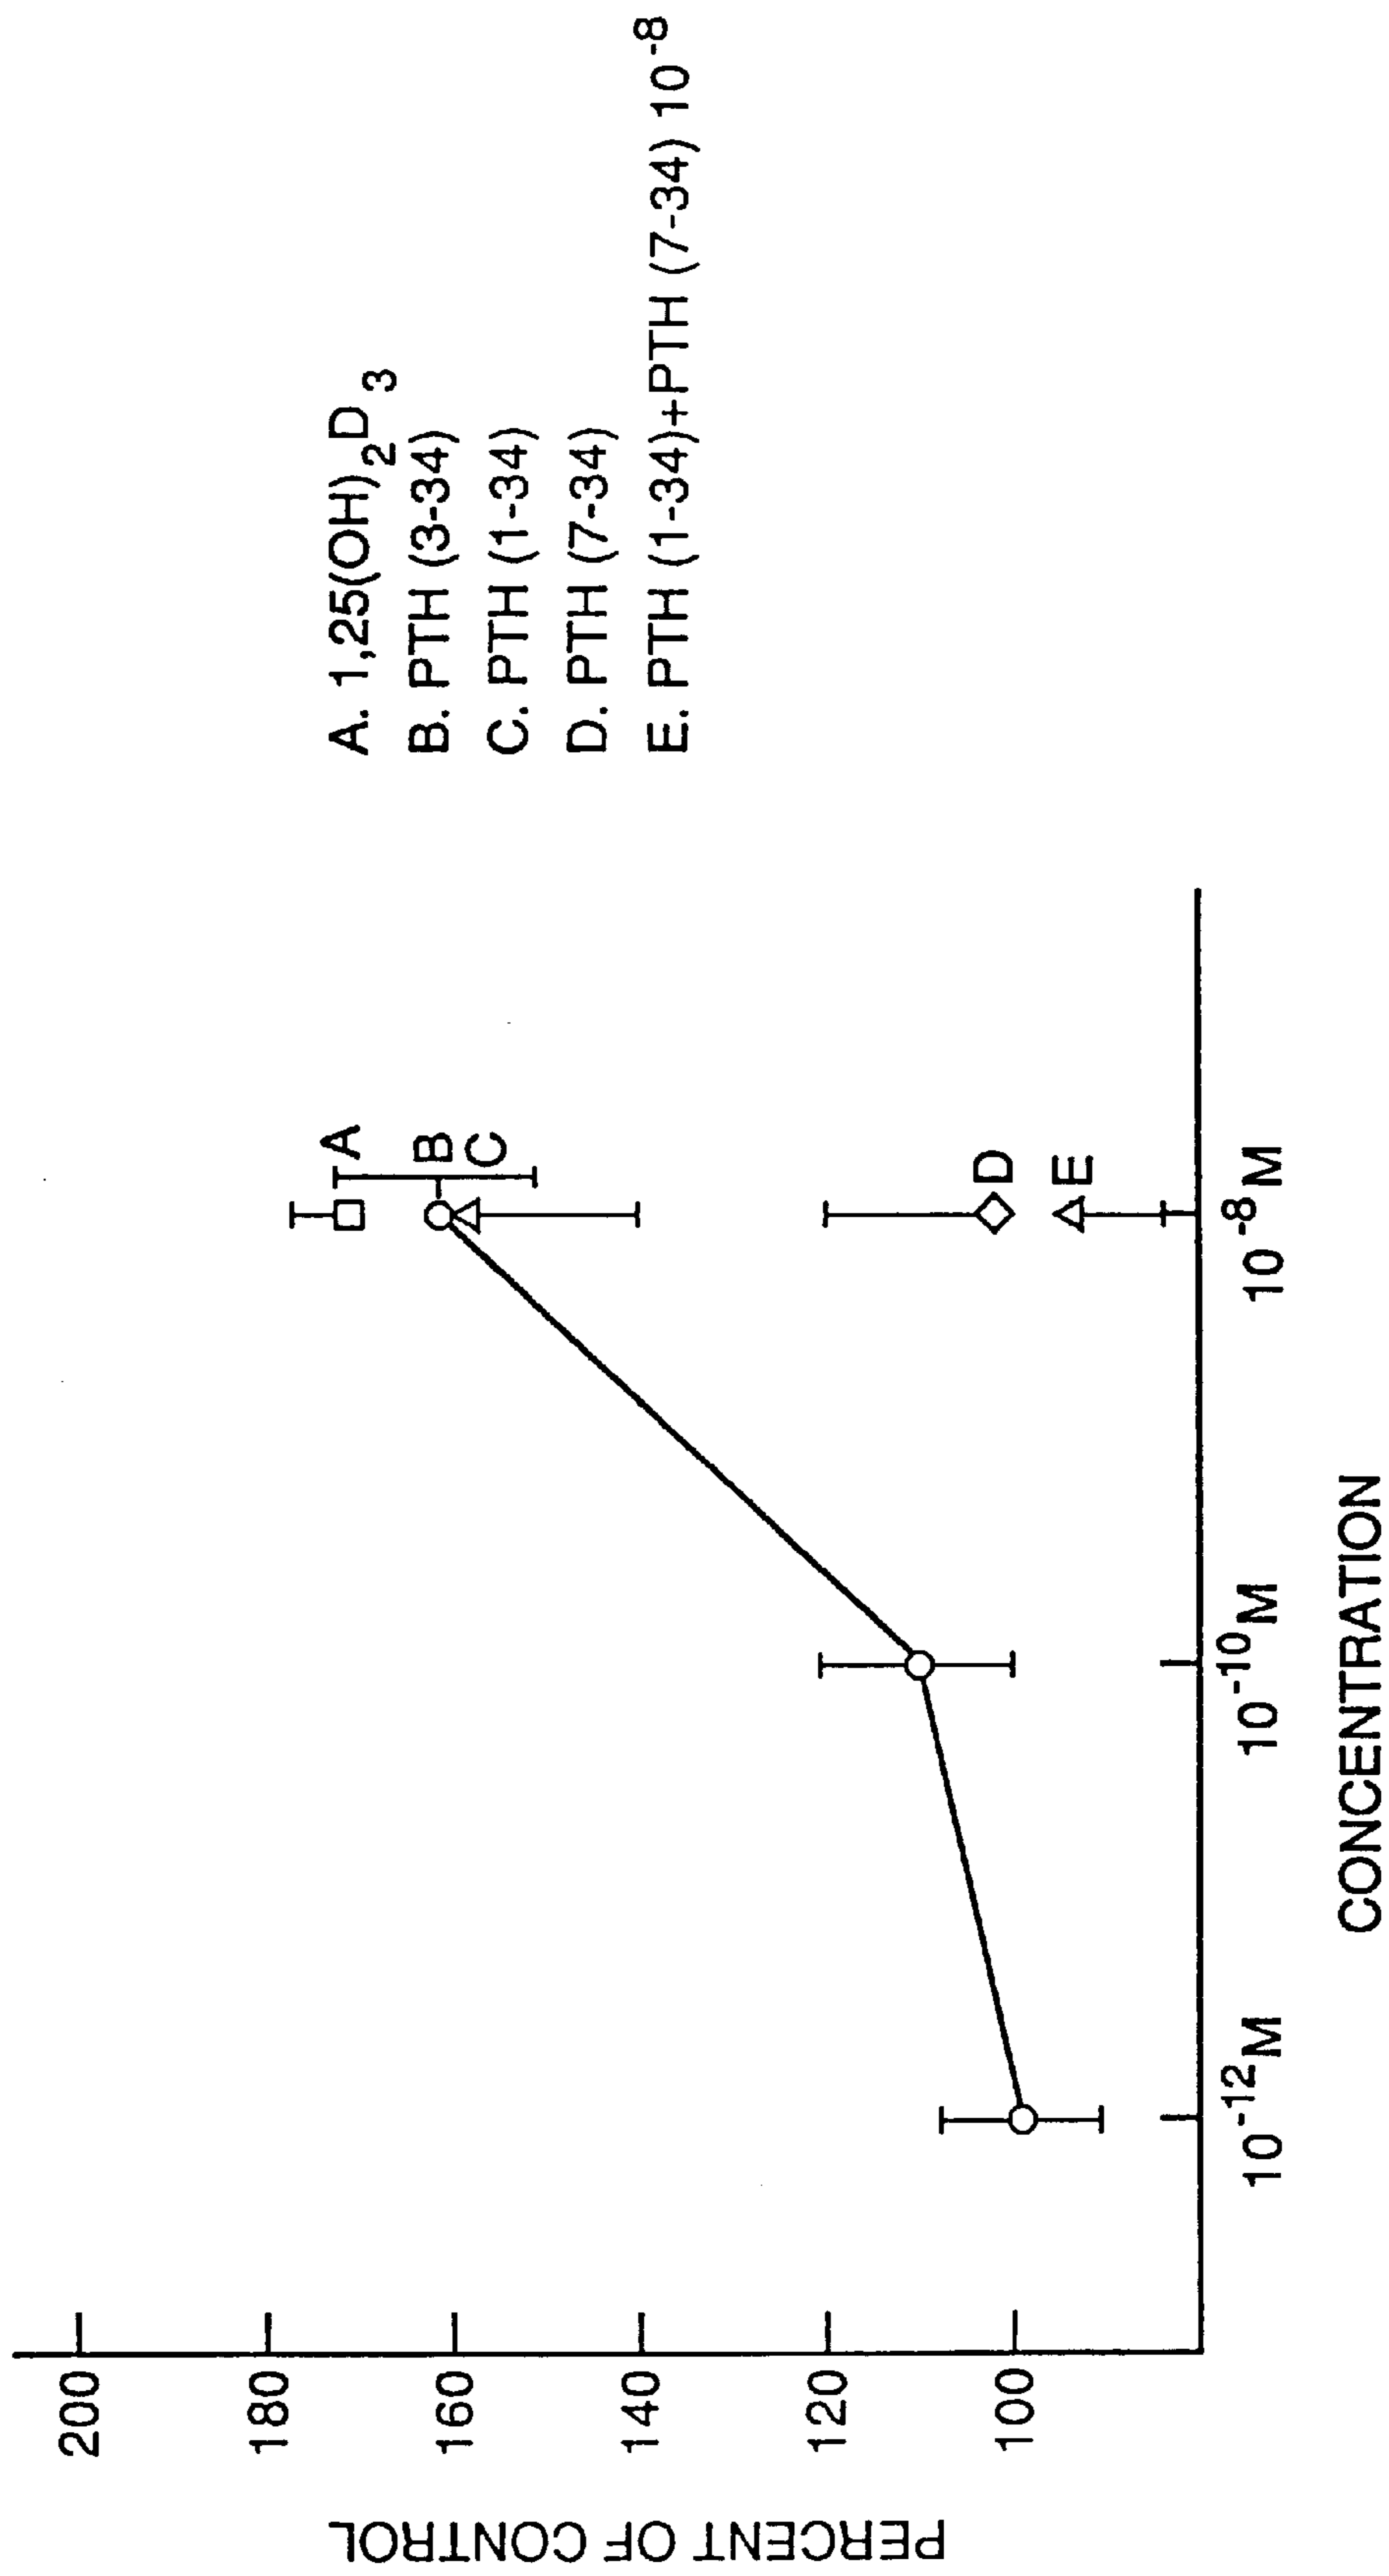 PERCENT OF CONTROL
200
180
160
140
120
100
10⁻¹²M
10⁻¹⁰M
10⁻⁸M
CONCENTRATION
A
B
C
D
E
A. 1,25(OH)₂D₃
B. PTH (3-34)
C. PTH (1-34)
D. PTH (7-34)
E. PTH (1-34)+PTH (7-34) 10⁻⁸